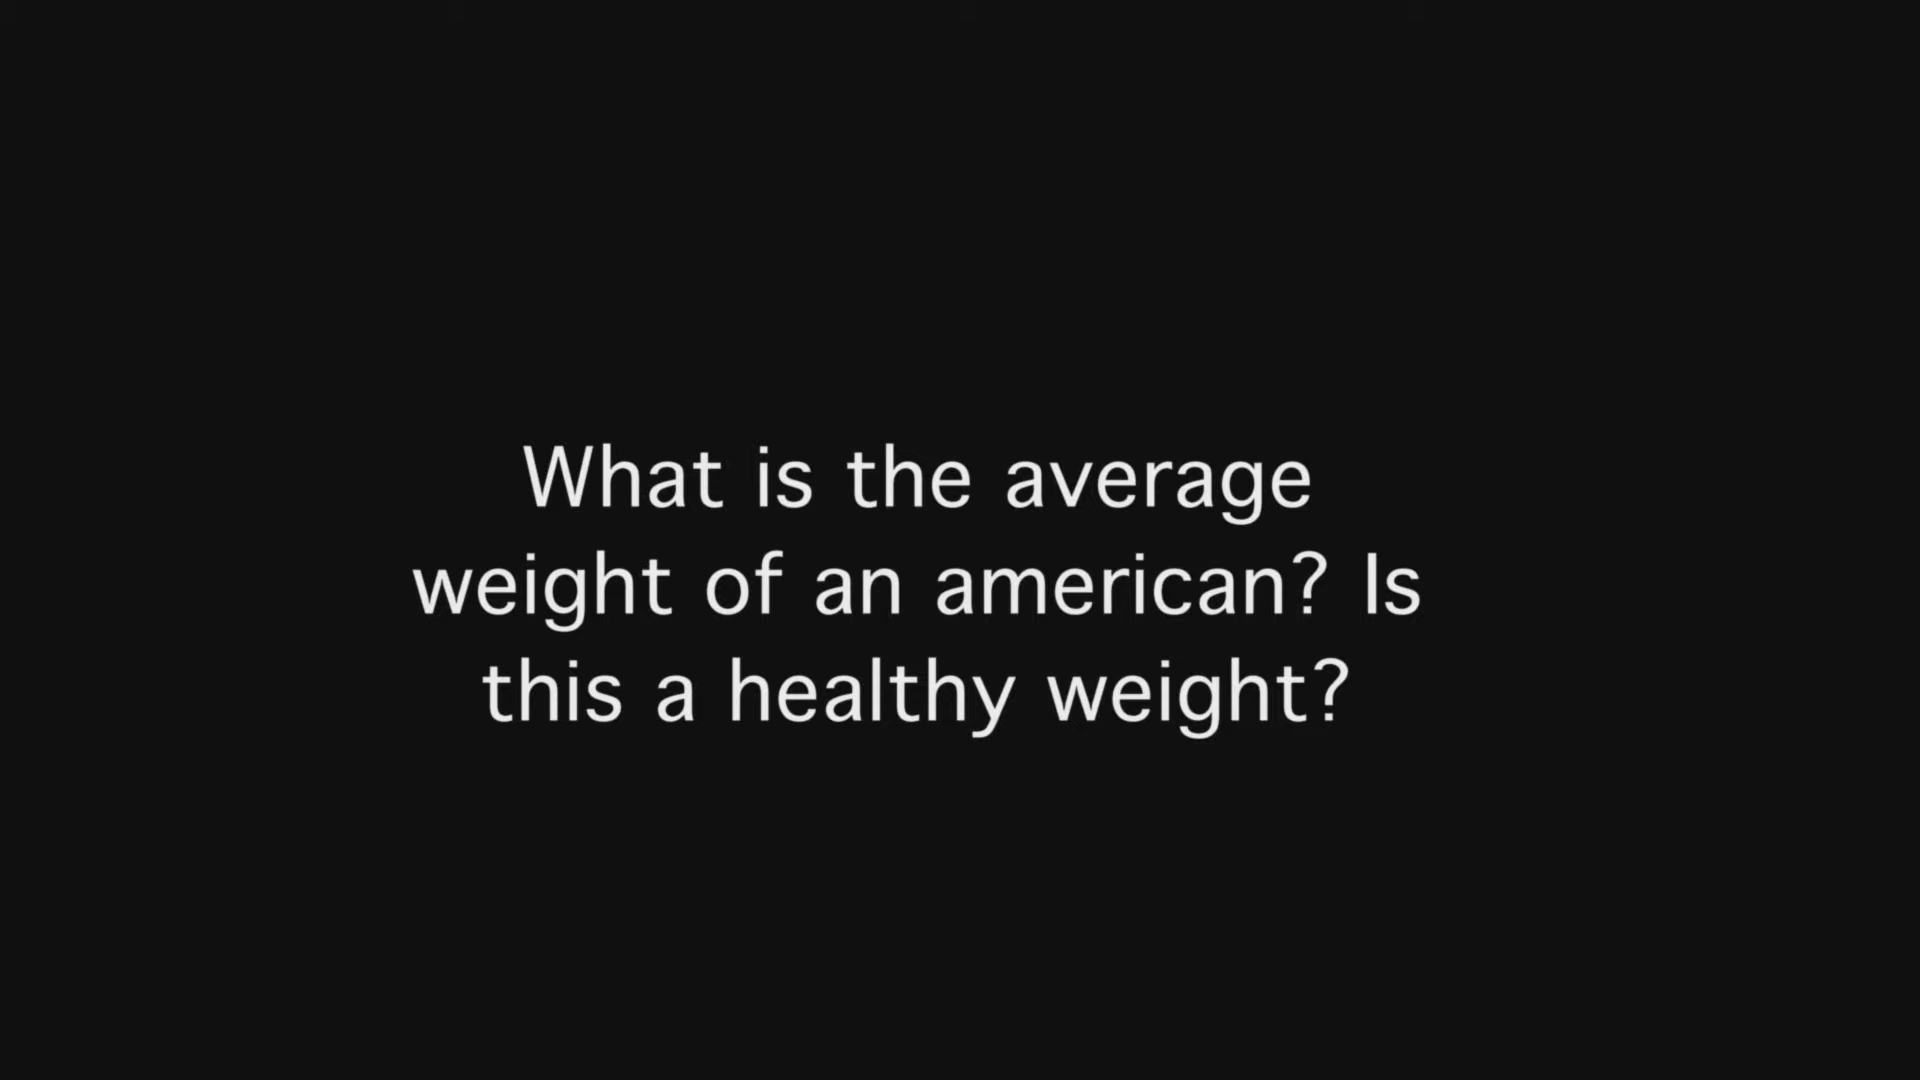 What is the average
weight of an american? Is
this a healthy weight?